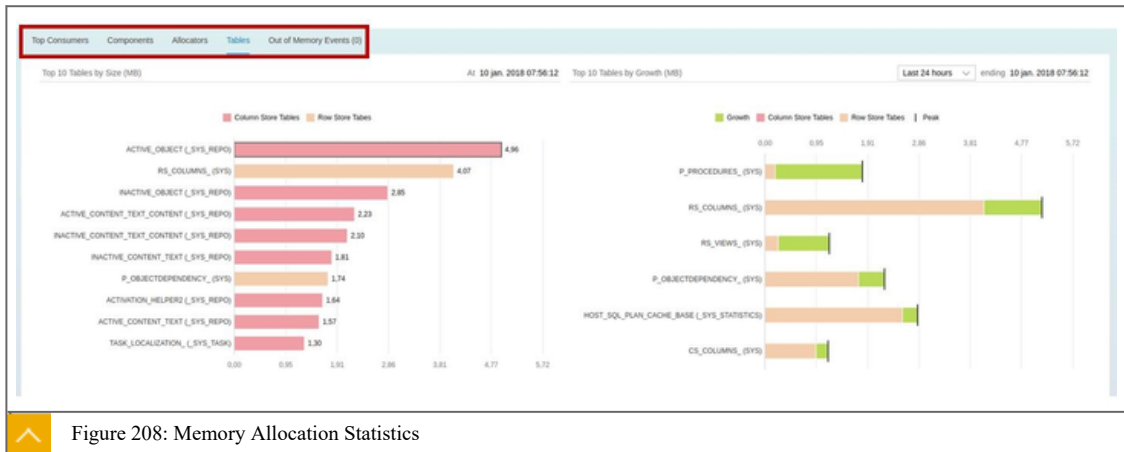 Top Consumers Components Allocators Tables Out of Memory Events (0)
Top 10 Tables by Size (MB) At 10 jan. 2018 07:56:12
Column Store Tables Row Store Tabes
ACTIVE_OBJECT (_SYS_REPO) 4,96
RS_COLUMNS_ (SYS) 4,07
INACTIVE_OBJECT (_SYS_REPO) 2,85
ACTIVE_CONTENT_TEXT_CONTENT (_SYS_REPO) 2,23
INACTIVE_CONTENT_TEXT_CONTENT (_SYS_REPO) 2,10
INACTIVE_CONTENT_TEXT (_SYS_REPO) 1,81
P_OBJECTDEPENDENCY_ (SYS) 1,74
ACTIVATION_HELPER2 (_SYS_REPO) 1,64
ACTIVE_CONTENT_TEXT (_SYS_REPO) 1,57
TASK_LOCALIZATION_ (_SYS_TASK) 1,30
0,00 0,95 1,91 2,86 3,81 4,77 5,72
Top 10 Tables by Growth (MB) Last 24 hours ending 10 jan. 2018 07:56:12
Growth Column Store Tables Row Store Tabes Peak
0,00 0,95 1,91 2,86 3,81 4,77 5,72
P_PROCEDURES_ (SYS)
RS_COLUMNS_ (SYS)
RS_VIEWS_ (SYS)
P_OBJECTDEPENDENCY_ (SYS)
HOST_SQL_PLAN_CACHE_BASE (_SYS_STATISTICS)
CS_COLUMNS_ (SYS)
Figure 208: Memory Allocation Statistics